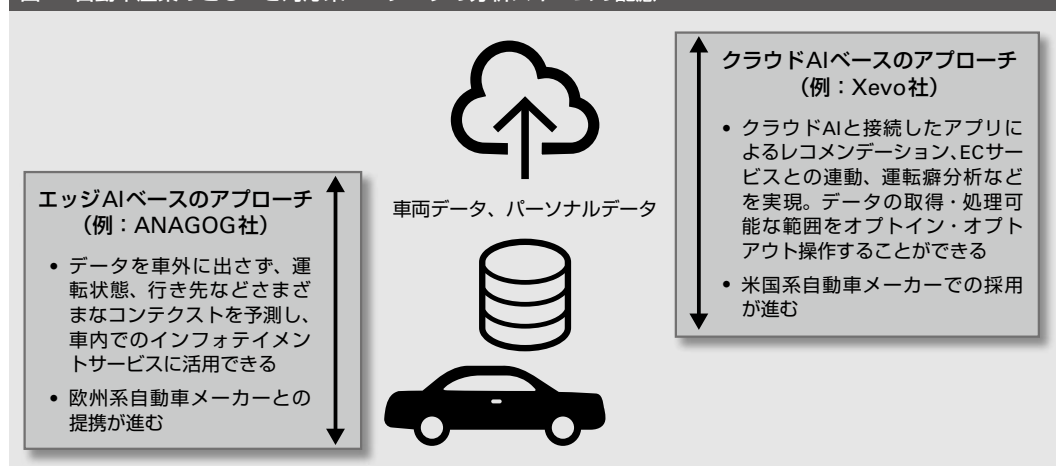 エッジAIベースのアプローチ
（例：ANAGOG社）
• データを車外に出さず、運
転状態、行き先などさまざ
まなコンテクストを予測し、
車内でのインフォテイメン
トサービスに活用できる
• 欧州系自動車メーカーとの
提携が進む
車両データ、パーソナルデータ
クラウドAIベースのアプローチ
（例：Xevo社）
• クラウドAIと接続したアプリに
よるレコメンデーション、ECサー
ビスとの連動、運転癖分析など
を実現。データの取得・処理可
能な範囲をオプトイン・オプト
アウト操作することができる
• 米国系自動車メーカーでの採用
が進む